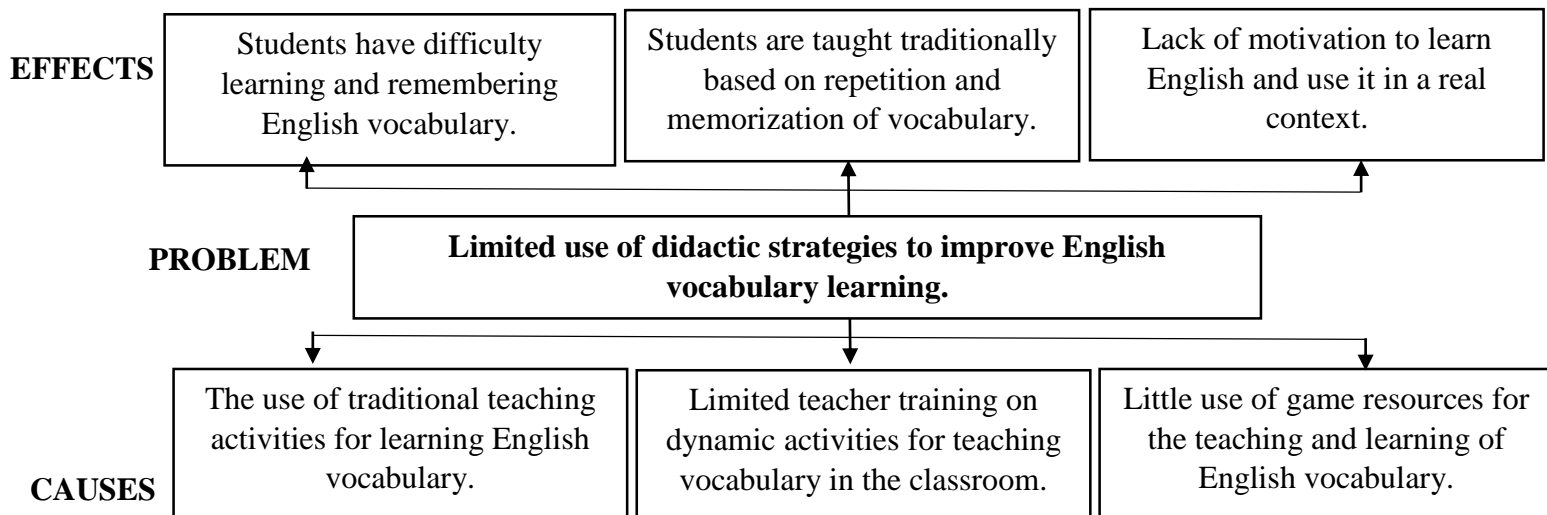 EFFECTS
Students have difficulty
learning and remembering
English vocabulary.
Students are taught traditionally
based on repetition and
memorization of vocabulary.
Lack of motivation to learn
English and use it in a real
context.
PROBLEM
Limited use of didactic strategies to improve English
vocabulary learning.
CAUSES
The use of traditional teaching
activities for learning English
vocabulary.
Limited teacher training on
dynamic activities for teaching
vocabulary in the classroom.
Little use of game resources for
the teaching and learning of
English vocabulary.